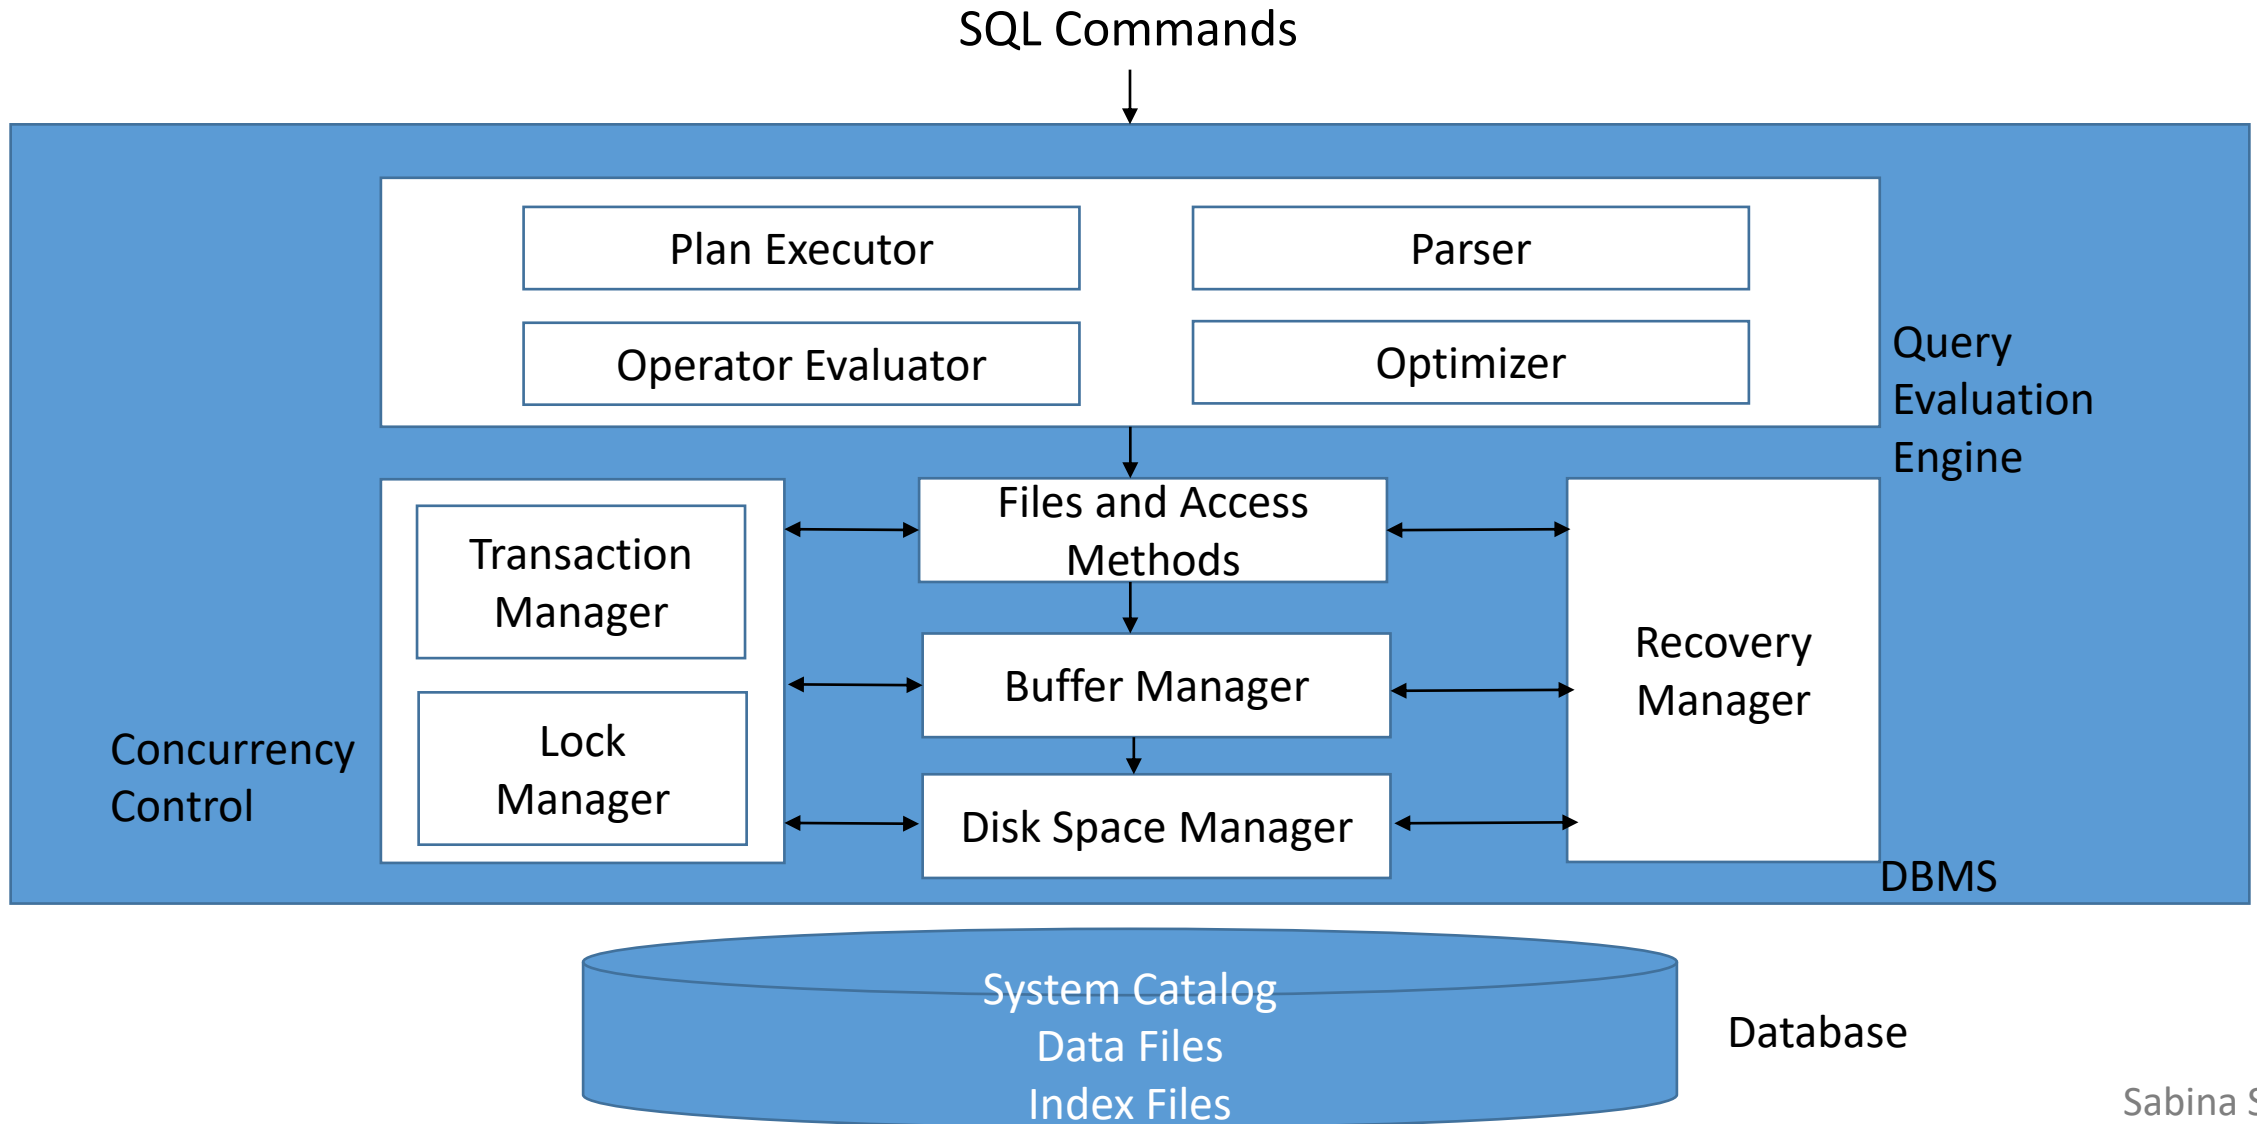 SQL Commands
Plan Executor
Parser
Operator Evaluator
Optimizer
Query
Evaluation
Engine
Files and Access
Methods
Transaction
Manager
Recovery
Manager
Buffer Manager
Lock
Manager
Concurrency
Control
Disk Space Manager
DBMS
System Catalog
Data Files
Index Files
Database
Sabina S